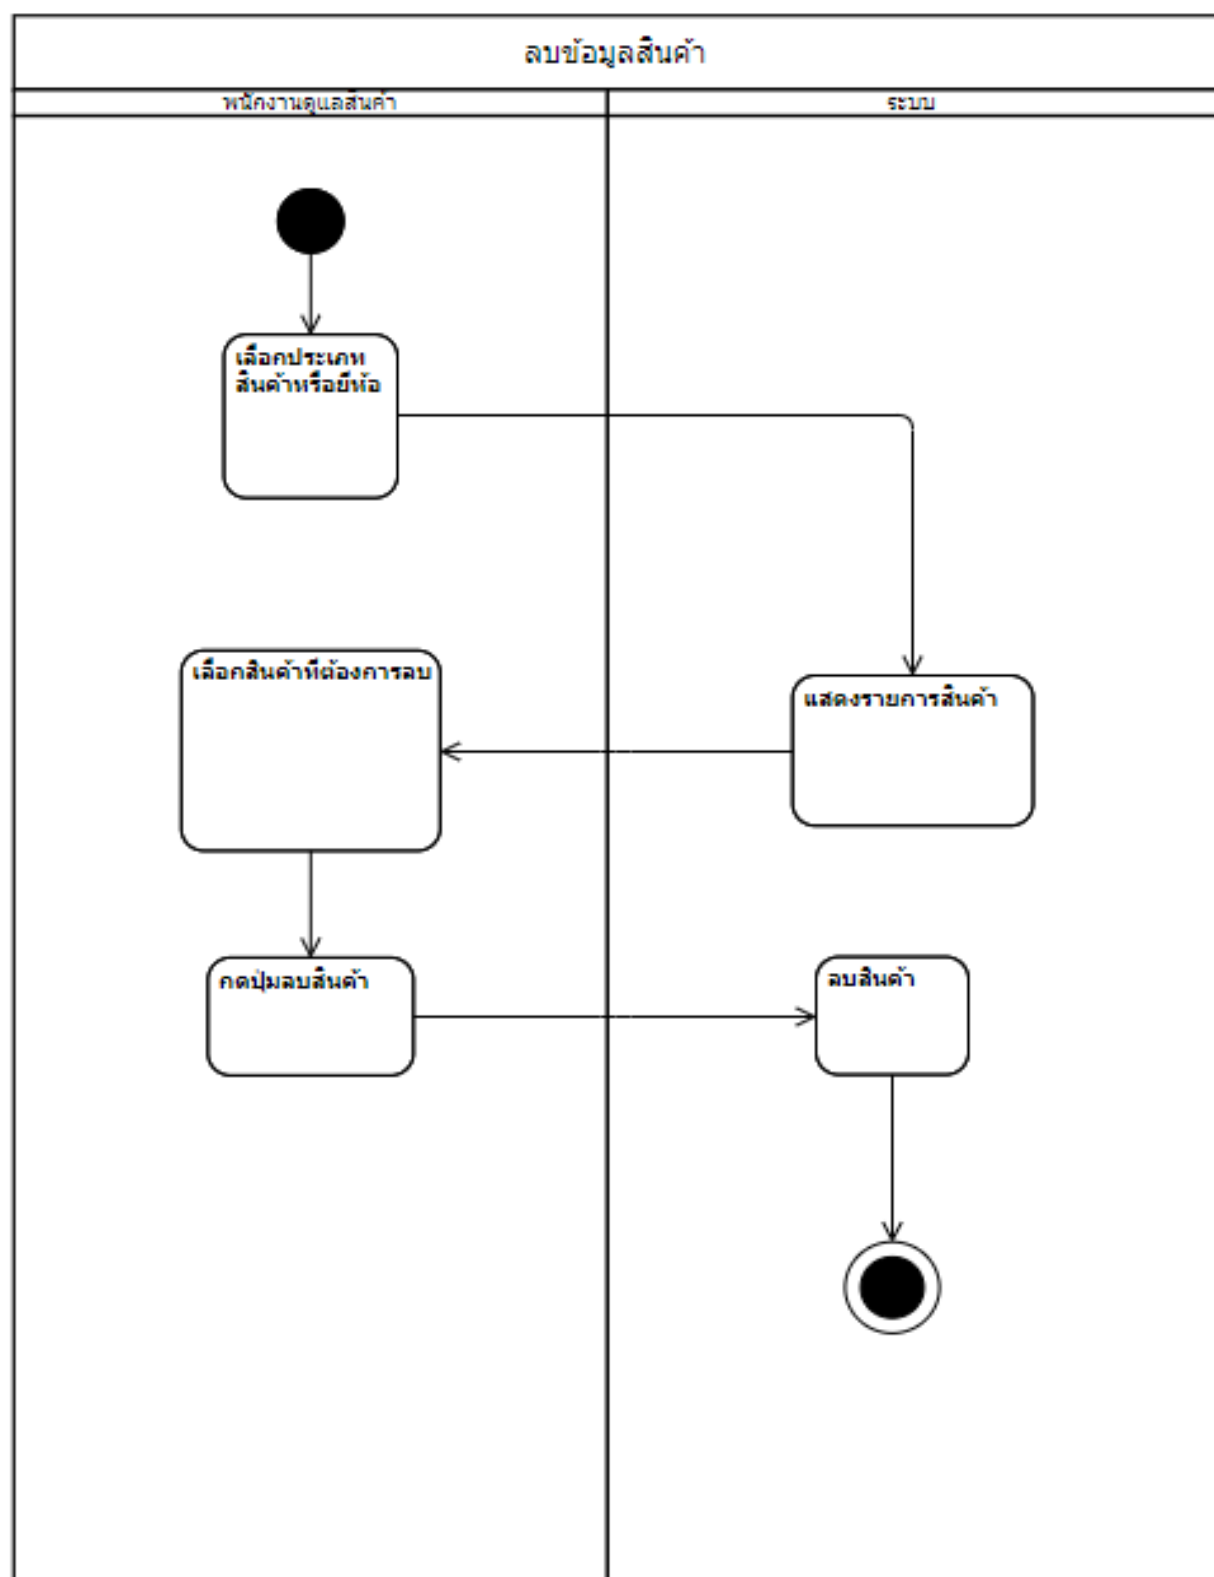 ลบข้อมูลสินค้า
พนักงานดูแลสินค้า
ระบบ
เลือกประเภท
สินค้าหรือยี่ห้อ
เลือกสินค้าที่ต้องการลบ
แสดงรายการสินค้า
กดปุ่มลบสินค้า
ลบสินค้า